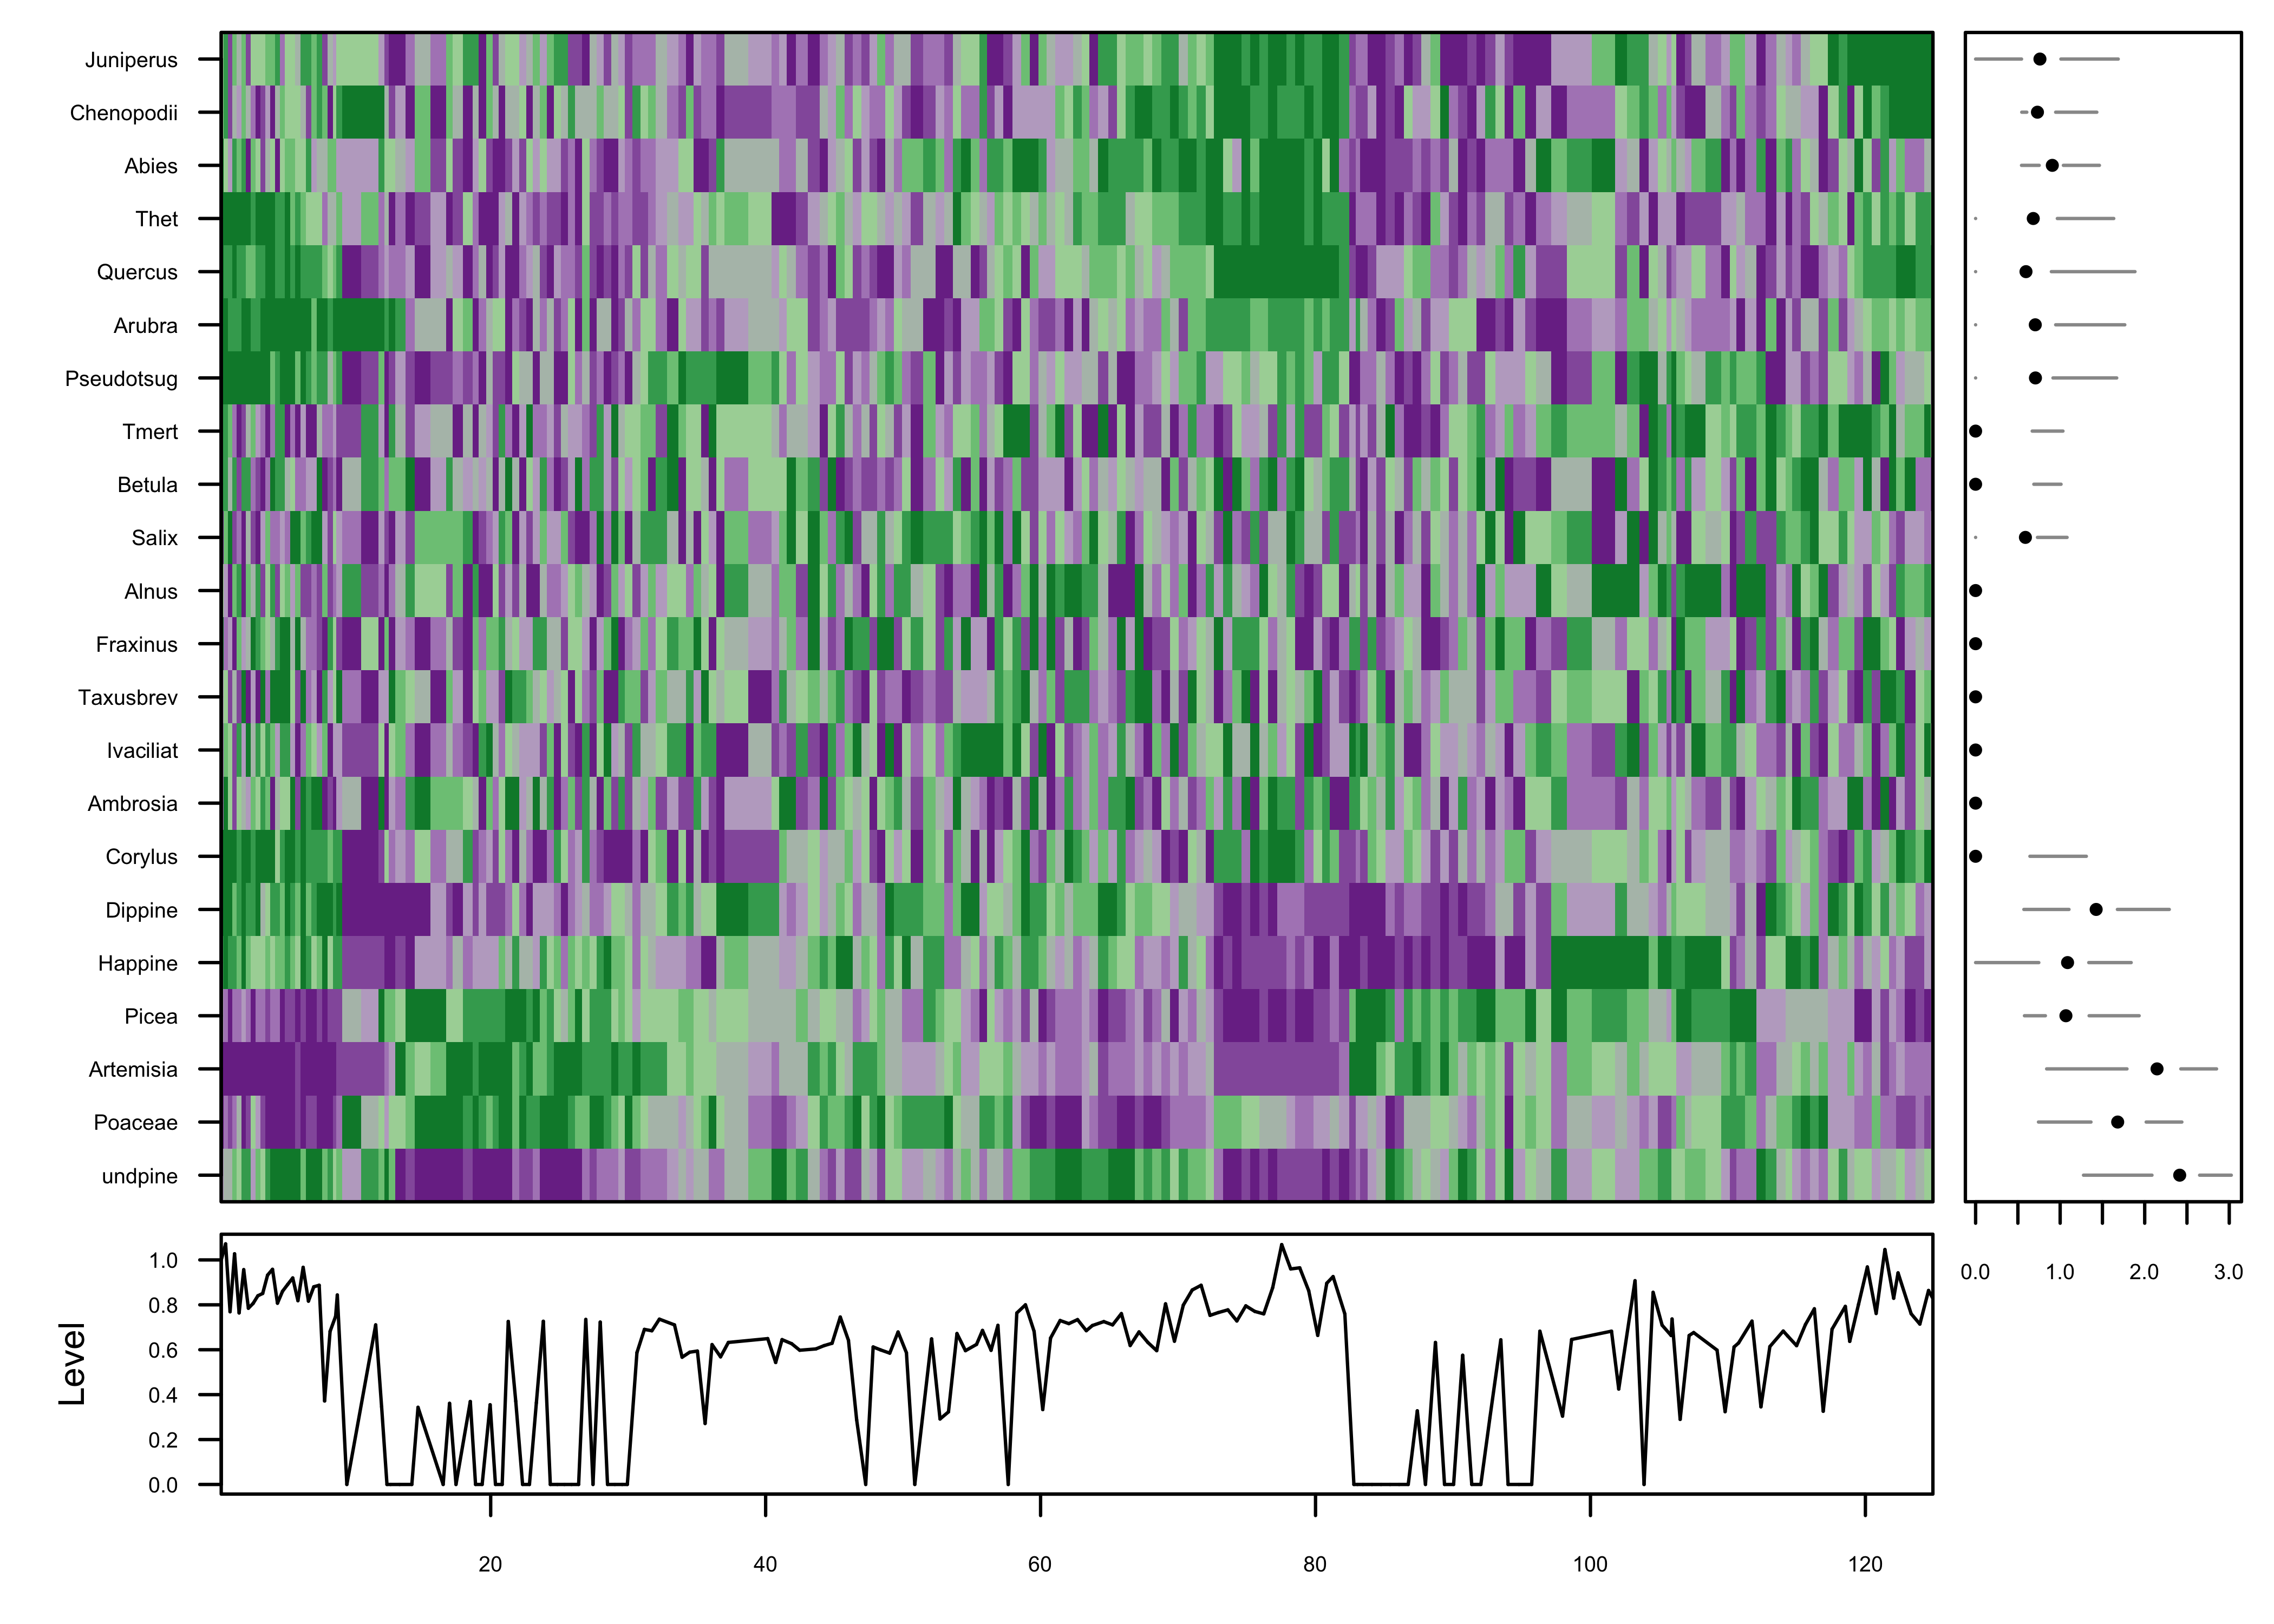 Juniperus
Chenopodii
Abies
Thet
Quercus
Arubra
Pseudotsug
Tmert
Betula
Salix
Alnus
Fraxinus
Taxusbrev
Ivaciliat
Ambrosia
Corylus
Dippine
Happine
Picea
Artemisia
Poaceae
undpine
0.0 1.0 2.0 3.0
Level
1.0
0.8
0.6
0.4
0.2
0.0
20 40 60 80 100 120